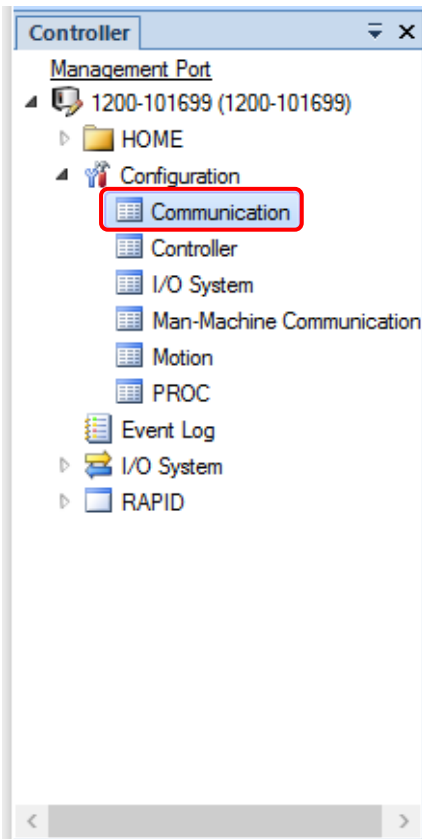 Controller
Management Port
1200-101699 (1200-101699)
HOME
Configuration
Communication
Controller
I/O System
Man-Machine Communication
Motion
PROC
Event Log
I/O System
RAPID